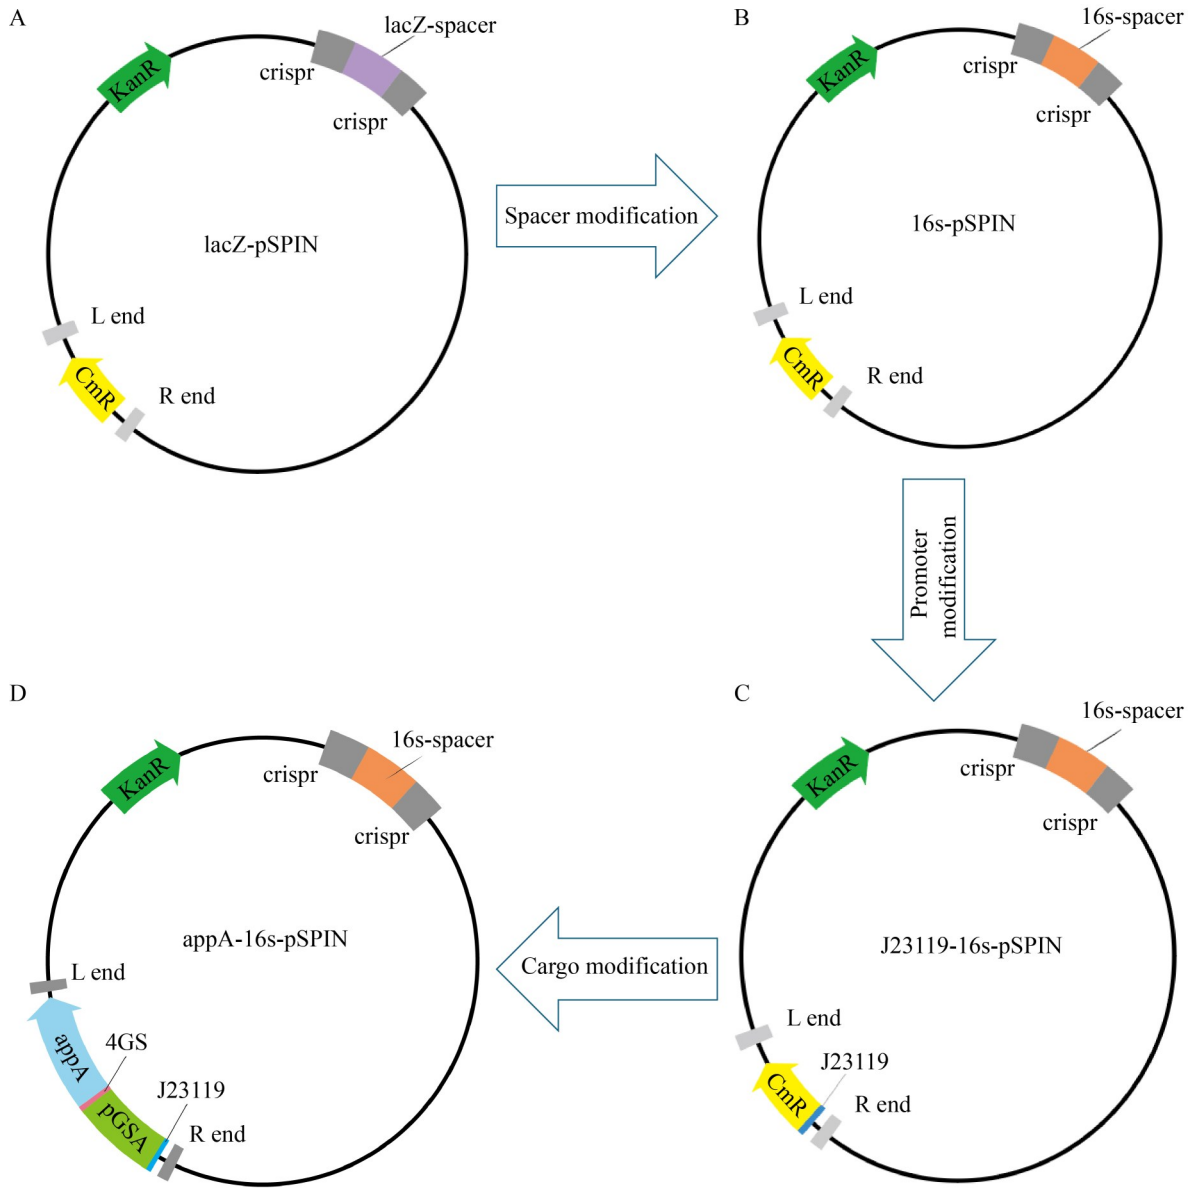 A
lacZ-spacer
KanR
crispr
crispr
lacZ-pSPIN
L end
CmR
R end
Spacer modification
B
16s-spacer
KanR
crispr
crispr
16s-pSPIN
L end
CmR
R end
Promoter
modification
D
16s-spacer
KanR
crispr
crispr
appA-16s-pSPIN
L end
appA
4GS
J23119
pGSA
R end
Cargo modification
C
16s-spacer
KanR
crispr
crispr
J23119-16s-pSPIN
L end
J23119
CmR
R end